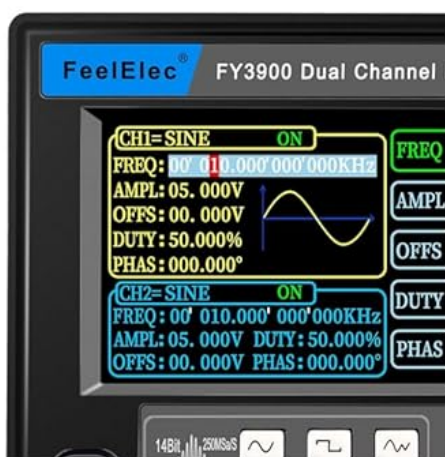 FeelElec® FY3900 Dual Channel
CH1=SINE ON
FREQ: 00' 010.000'000'000KHz
AMPL: 05. 000V
OFFS: 00. 000V
DUTY: 50.000%
PHAS: 000.000°
CH2=SINE ON
FREQ: 00' 010.000' 000' 000KHz
AMPL: 05. 000V DUTY: 50.000%
OFFS: 00. 000V PHAS: 000.000°
FREQ
AMPL
OFFS
DUTY
PHAS
14Bit 250MSa/S